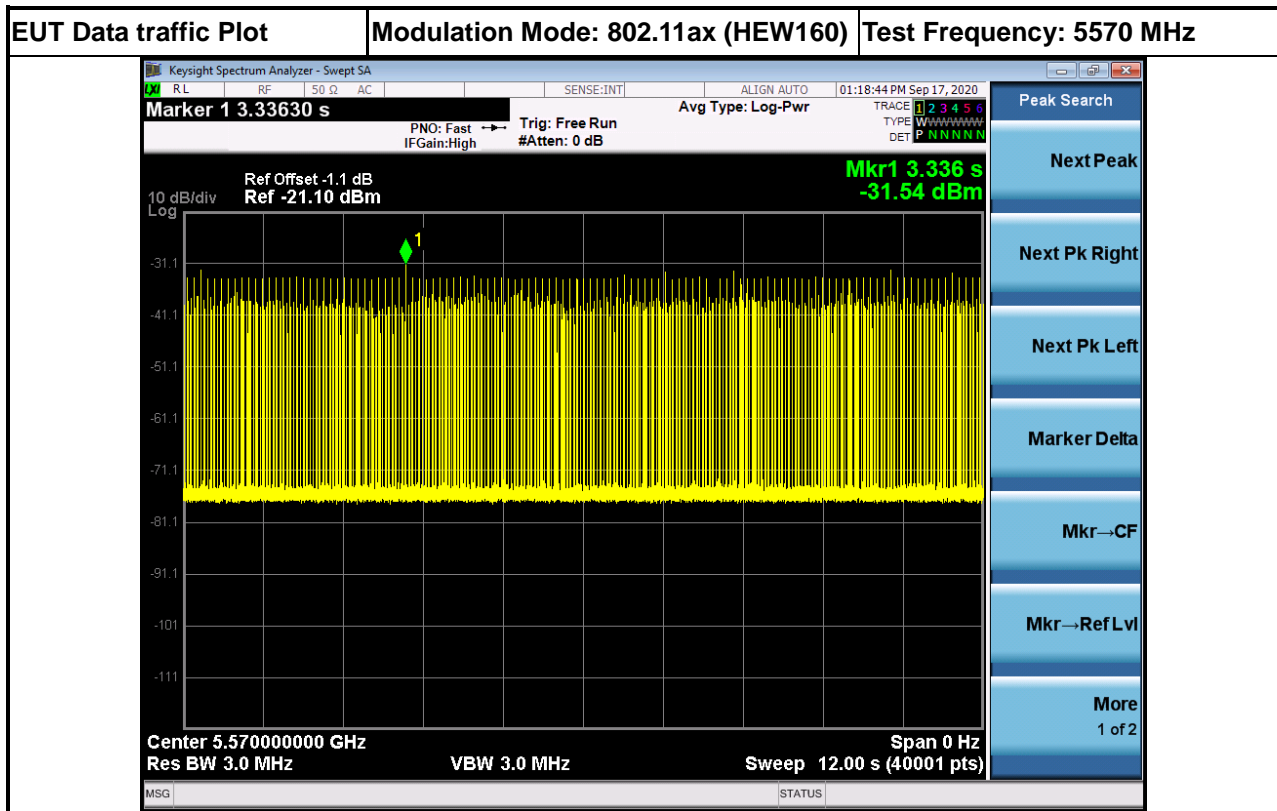 EUT Data traffic Plot Modulation Mode: 802.11ax (HEW160) Test Frequency: 5570 MHz
Keysight Spectrum Analyzer - Swept SA
LXI RL RF 50 Ω AC SENSE:INT ALIGN AUTO 01:18:44 PM Sep 17, 2020
Marker 1 3.33630 s
PNO: Fast
IFGain:High
Trig: Free Run
#Atten: 0 dB
Avg Type: Log-Pwr
TRACE 1 2 3 4 5 6
TYPE WWWWWW
DET P N N N N N
Peak Search
Mkr1 3.336 s
-31.54 dBm
Ref Offset -1.1 dB
10 dB/div Ref -21.10 dBm
Log
1
-31.1
-41.1
-51.1
-61.1
-71.1
-81.1
-91.1
-101
-111
Center 5.570000000 GHz Span 0 Hz
Res BW 3.0 MHz VBW 3.0 MHz Sweep 12.00 s (40001 pts)
MSG STATUS
Next Peak
Next Pk Right
Next Pk Left
Marker Delta
Mkr→CF
Mkr→Ref Lvl
More
1 of 2